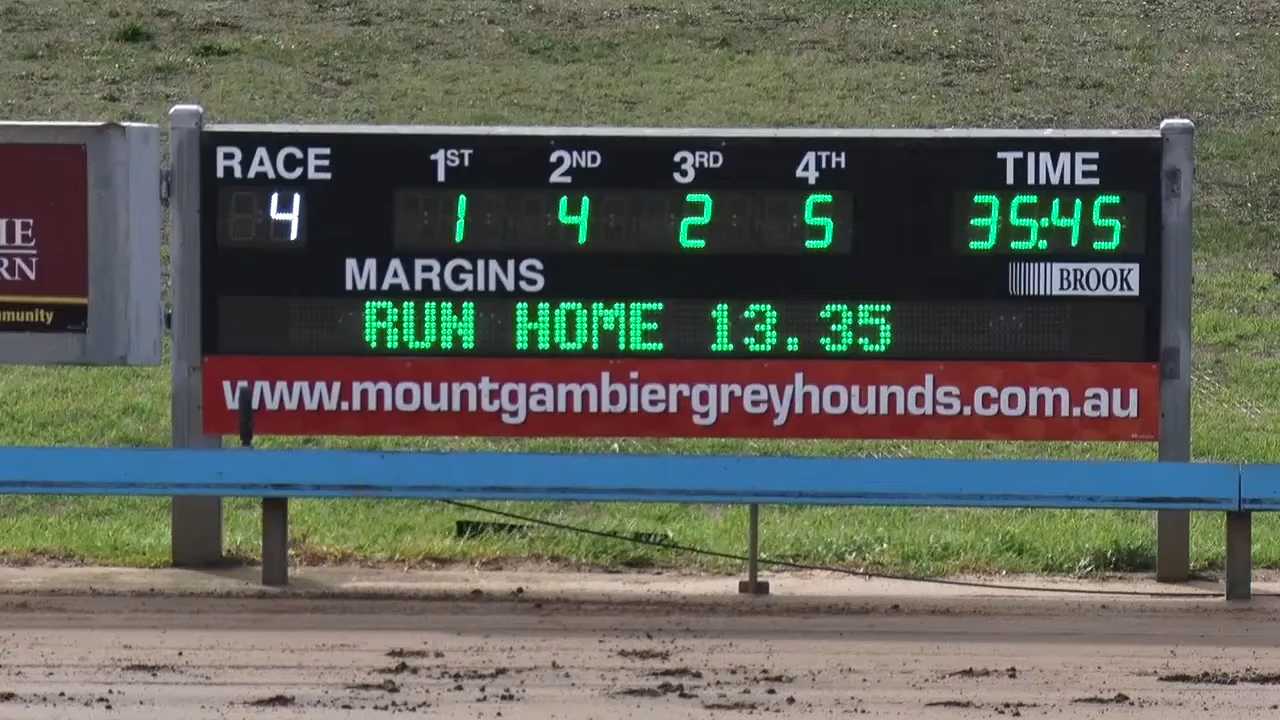 RACE 1ST 2ND 3RD 4TH TIME
4 1 4 2 5 35:45
MARGINS BROOK
RUN HOME 13.35
www.mountgambiergreyhounds.com.au